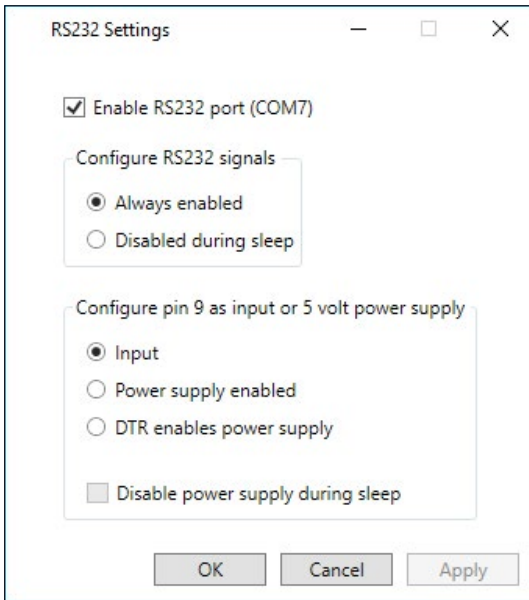 RS232 Settings
Enable RS232 port (COM7)
Configure RS232 signals
Always enabled
Disabled during sleep
Configure pin 9 as input or 5 volt power supply
Input
Power supply enabled
DTR enables power supply
Disable power supply during sleep
OK Cancel Apply